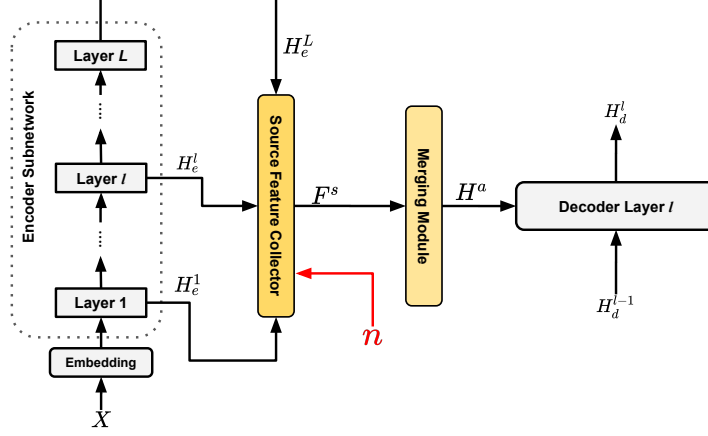 Layer L
Encoder Subnetwork
Layer l
Layer 1
Embedding
X
H_e^L
H_e^l
H_e^1
Source Feature Collector
F^s
n
Merging Module
H^a
H_d^l
Decoder Layer l
H_d^{l-1}